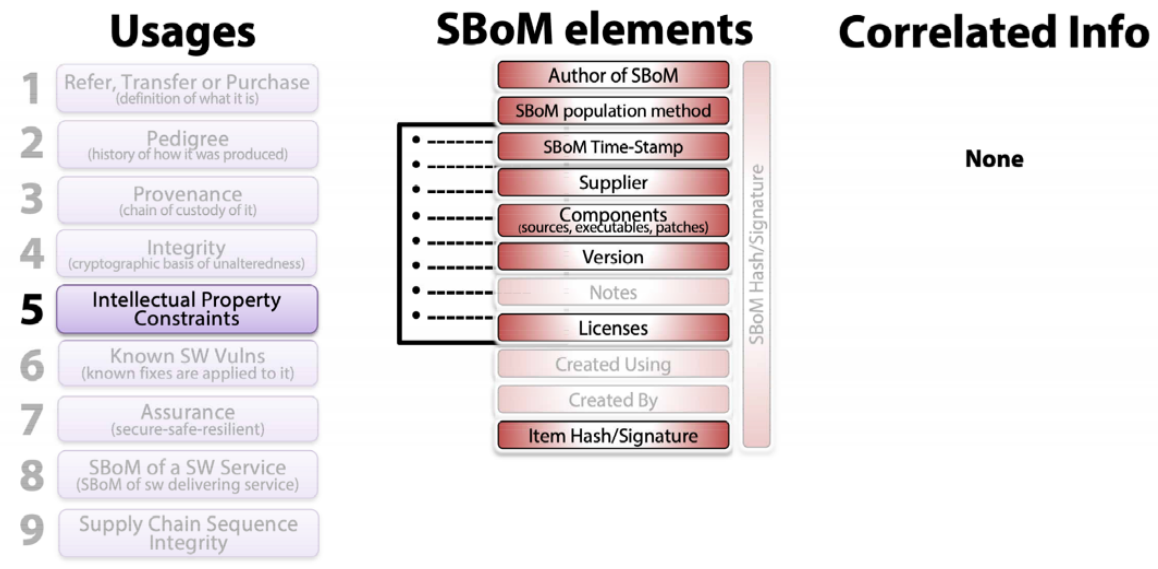 Usages
1
Refer, Transfer or Purchase
(definition of what it is)
2
Pedigree
(history of how it was produced)
3
Provenance
(chain of custody of it)
4
Integrity
(cryptographic basis of unalteredness)
5
Intellectual Property
Constraints
6
Known SW Vulns
(known fixes are applied to it)
7
Assurance
(secure-safe-resilient)
8
SBoM of a SW Service
(SBoM of sw delivering service)
9
Supply Chain Sequence
Integrity
SBoM elements
Author of SBoM
SBoM population method
SBoM Time-Stamp
Supplier
Components
(sources, executables, patches)
Version
Notes
Licenses
Created Using
Created By
Item Hash/Signature
SBoM Hash/Signature
Correlated Info
None